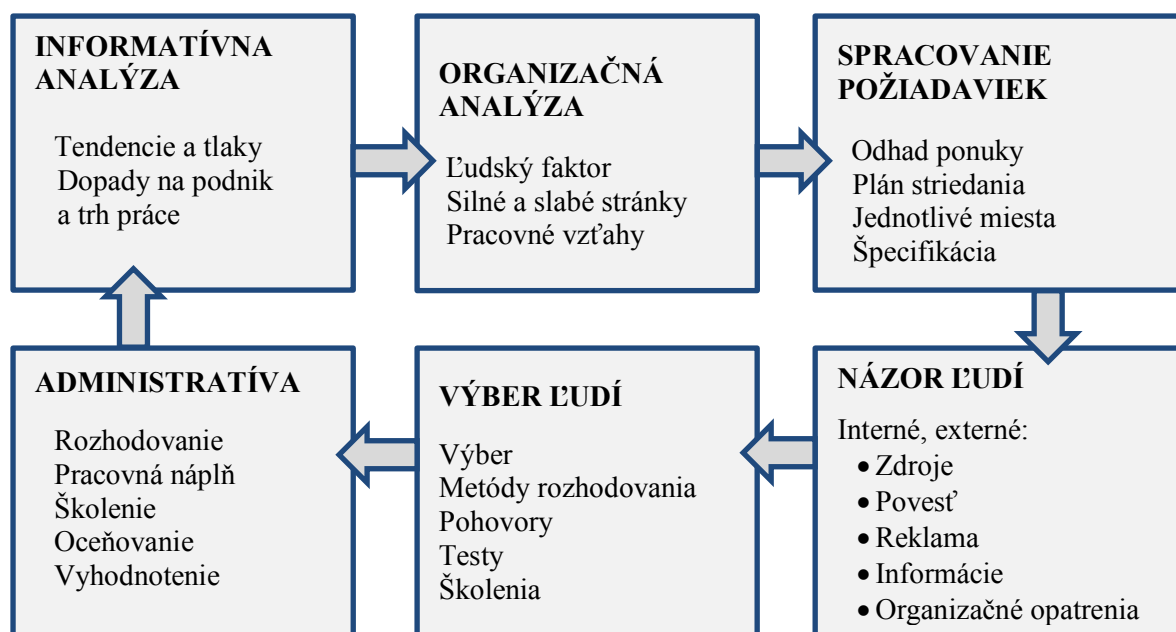 INFORMATÍVNA
ANALÝZA
Tendencie a tlaky
Dopady na podnik
a trh práce
ORGANIZAČNÁ
ANALÝZA
Ľudský faktor
Silné a slabé stránky
Pracovné vzťahy
SPRACOVANIE
POŽIADAVIEK
Odhad ponuky
Plán striedania
Jednotlivé miesta
Špecifikácia
ADMINISTRATÍVA
Rozhodovanie
Pracovná náplň
Školenie
Oceňovanie
Vyhodnotenie
VÝBER ĽUDÍ
Výber
Metódy rozhodovania
Pohovory
Testy
Školenia
NÁZOR ĽUDÍ
Interné, externé:
• Zdroje
• Povesť
• Reklama
• Informácie
• Organizačné opatrenia